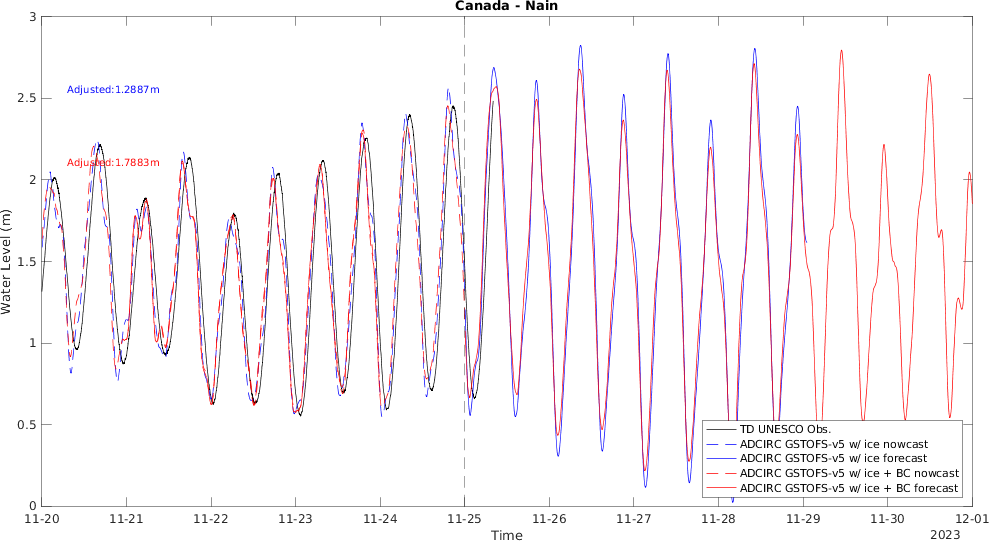 Canada - Nain
3
2.5
2
1.5
1
0.5
0
Water Level (m)
Adjusted:1.2887m
Adjusted:1.7883m
TD UNESCO Obs.
ADCIRC GSTOFS-v5 w/ ice nowcast
ADCIRC GSTOFS-v5 w/ ice forecast
ADCIRC GSTOFS-v5 w/ ice + BC nowcast
ADCIRC GSTOFS-v5 w/ ice + BC forecast
11-20 11-21 11-22 11-23 11-24 11-25 11-26 11-27 11-28 11-29 11-30 12-01
Time
2023